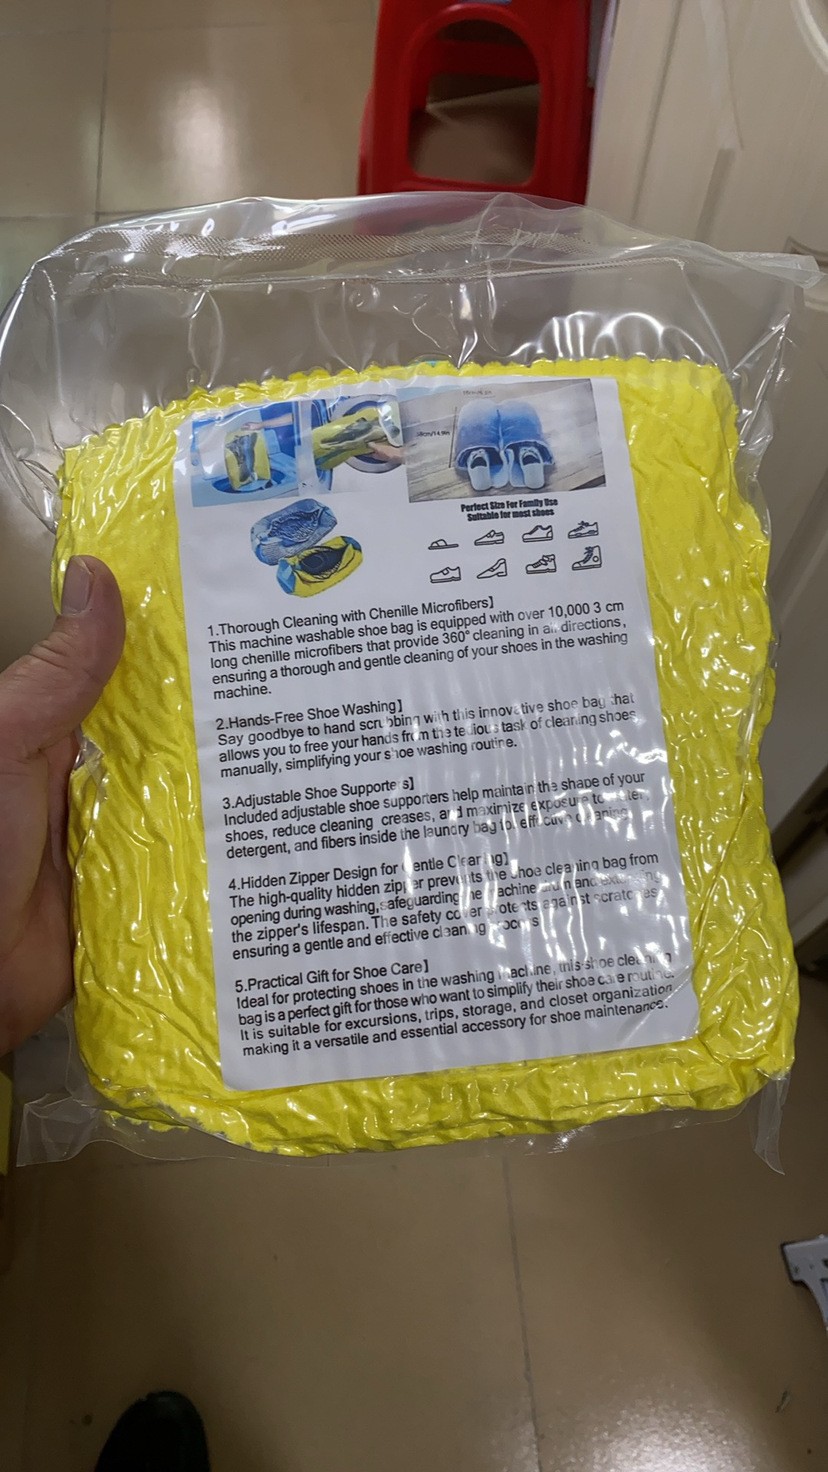 Perfect Size For Family Use
Suitable for most shoes
1.Thorough Cleaning with Chenille Microfibers】
This machine washable shoe bag is equipped with over 10,000 3 cm
long chenille microfibers that provide 360° cleaning in all directions,
ensuring a thorough and gentle cleaning of your shoes in the washing
machine.
2.Hands-Free Shoe Washing】
Say goodbye to hand scrubbing with this innovative shoe bag that
allows you to free your hands from the tedious task of cleaning shoes
manually, simplifying your shoe washing routine.
3.Adjustable Shoe Supporters】
Included adjustable shoe supporters help maintain the shape of your
shoes, reduce cleaning creases, and maximize exposure to water,
detergent, and fibers inside the laundry bag for effective cleaning
4.Hidden Zipper Design for Gentle Cleaning】
The high-quality hidden zipper prevents the shoe cleaning bag from
opening during washing, safeguarding the machine drum and extending
the zipper's lifespan. The safety cover protects against scratches
ensuring a gentle and effective cleaning process
5.Practical Gift for Shoe Care】
Ideal for protecting shoes in the washing machine, this shoe cleaning
bag is a perfect gift for those who want to simplify their shoe care routine.
It is suitable for excursions, trips, storage, and closet organization
making it a versatile and essential accessory for shoe maintenance.